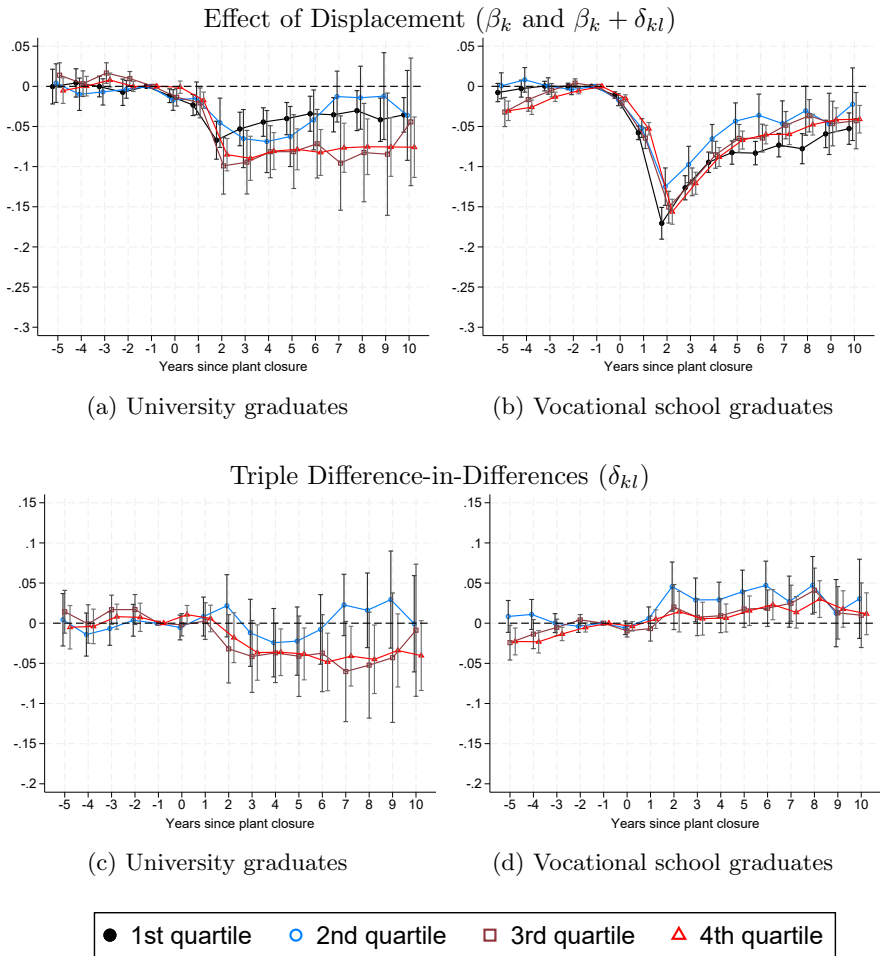 Effect of Displacement (βk and βk + δkl)
.05
0
-.05
-.1
-.15
-.2
-.25
-.3
-5 -4 -3 -2 -1 0 1 2 3 4 5 6 7 8 9 10
Years since plant closure
(a) University graduates
.05
0
-.05
-.1
-.15
-.2
-.25
-.3
-5 -4 -3 -2 -1 0 1 2 3 4 5 6 7 8 9 10
Years since plant closure
(b) Vocational school graduates
Triple Difference-in-Differences (δkl)
.15
.1
.05
0
-.05
-.1
-.15
-.2
-5 -4 -3 -2 -1 0 1 2 3 4 5 6 7 8 9 10
Years since plant closure
(c) University graduates
.15
.1
.05
0
-.05
-.1
-.15
-.2
-5 -4 -3 -2 -1 0 1 2 3 4 5 6 7 8 9 10
Years since plant closure
(d) Vocational school graduates
1st quartile 2nd quartile 3rd quartile 4th quartile